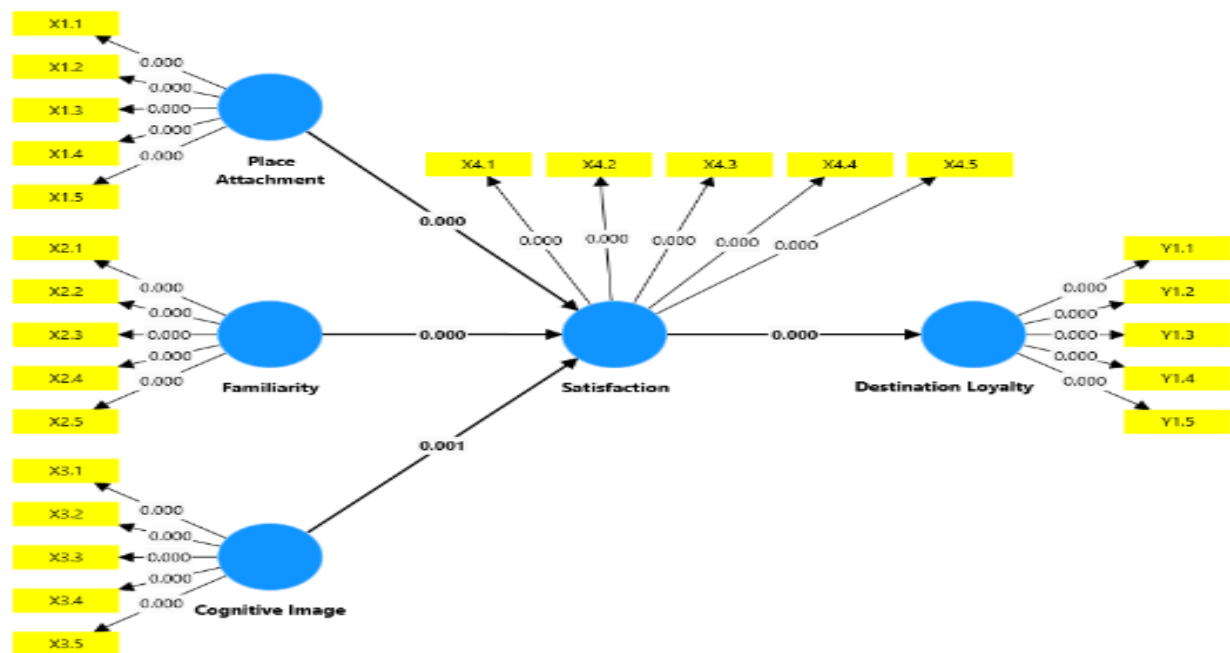 X1.1
0.000
X1.2
0.000
X1.3
0.000
X1.4
0.000
X1.5
0.000
Place
Attachment
0.000
X4.1
X4.2
X4.3
X4.4
X4.5
0.000
0.000
0.000
0.000
0.000
X2.1
0.000
X2.2
0.000
X2.3
0.000
X2.4
0.000
X2.5
0.000
Familiarity
0.000
Satisfaction
0.000
Destination Loyalty
Y1.1
0.000
Y1.2
0.000
Y1.3
0.000
Y1.4
0.000
Y1.5
0.000
X3.1
0.000
X3.2
0.000
X3.3
0.000
X3.4
0.000
X3.5
0.000
Cognitive Image
0.001